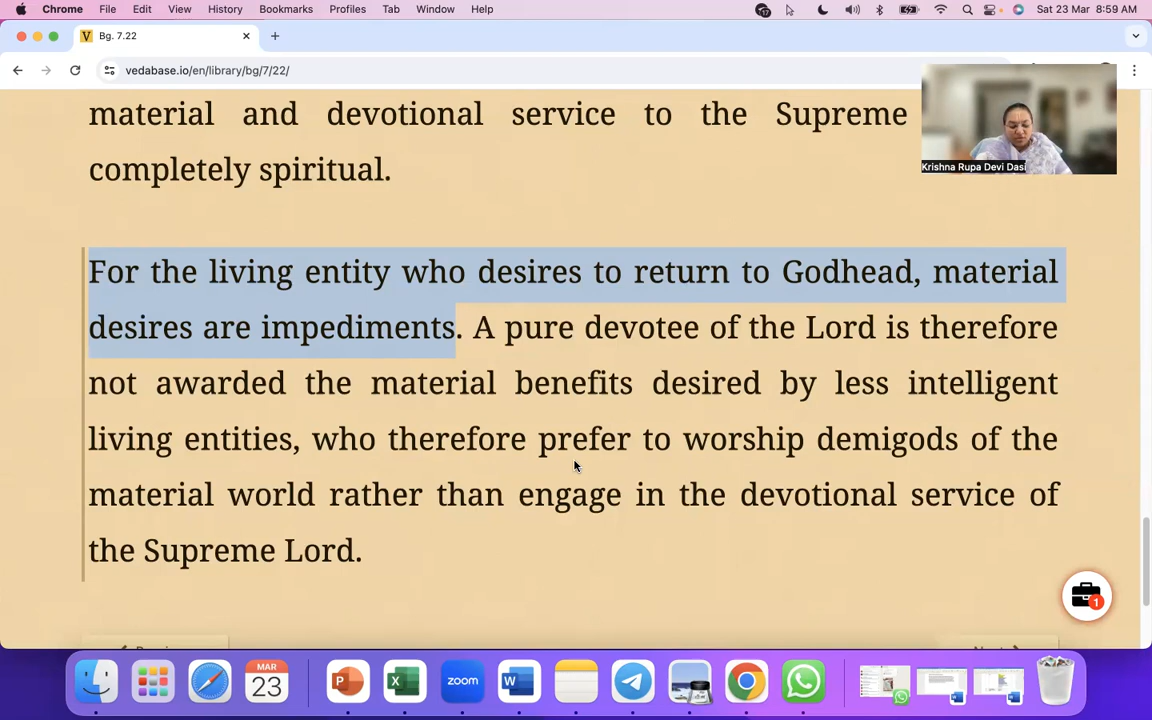 Chrome File Edit View History Bookmarks Profiles Tab Window Help
17
Sat 23 Mar 8:59 AM
Bg. 7.22
vedabase.io/en/library/bg/7/22/
material and devotional service to the Supreme
completely spiritual.
Krishna Rupa Devi Dasi
For the living entity who desires to return to Godhead, material
desires are impediments. A pure devotee of the Lord is therefore
not awarded the material benefits desired by less intelligent
living entities, who therefore prefer to worship demigods of the
material world rather than engage in the devotional service of
the Supreme Lord.
1
MAR
23
zoom